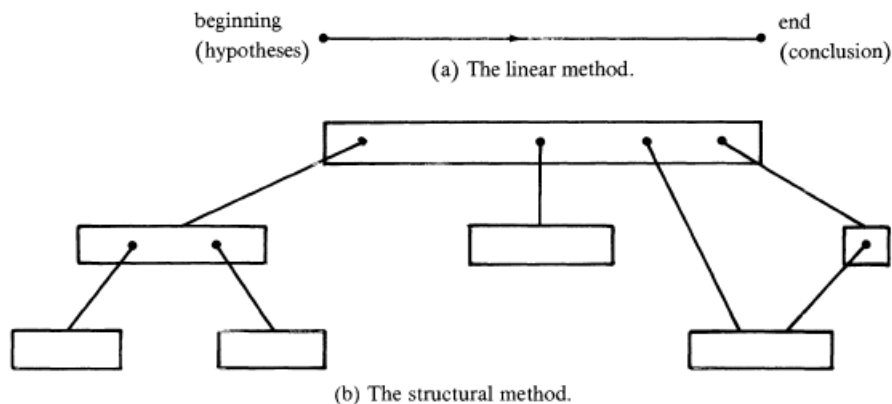 beginning
(hypotheses)
end
(conclusion)
(a) The linear method.
(b) The structural method.